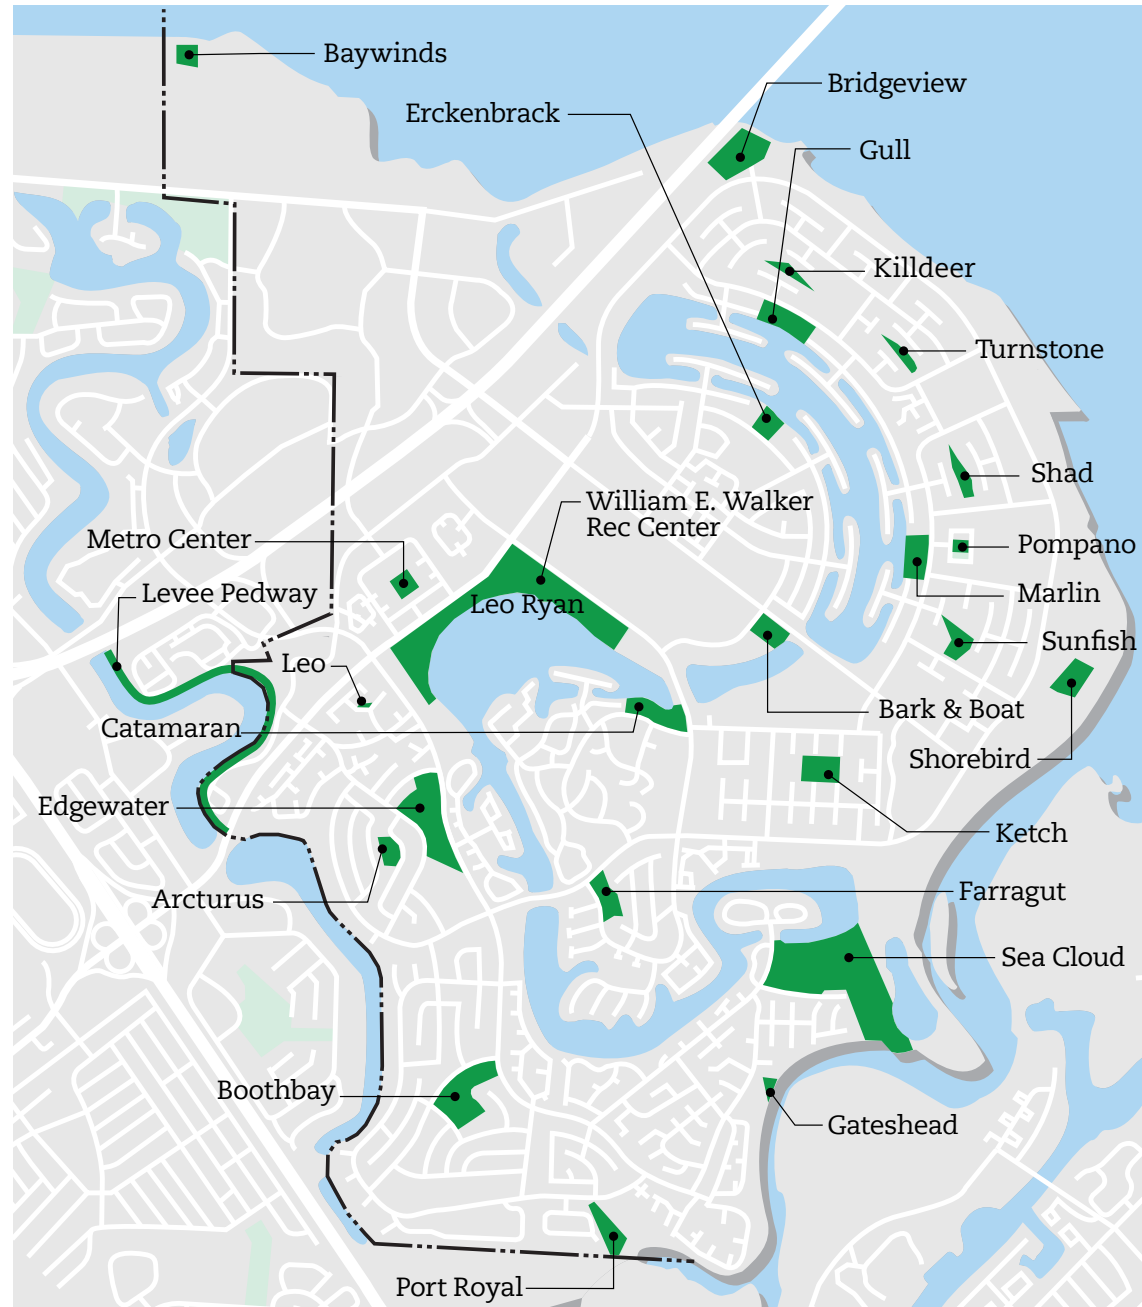 Baywinds
Bridgeview
Erckenbrack
Gull
Killdeer
Turnstone
Shad
William E. Walker
Rec Center
Metro Center
Pompano
Levee Pedway
Marlin
Leo Ryan
Sunfish
Leo
Bark & Boat
Catamaran
Shorebird
Edgewater
Ketch
Arcturus
Farragut
Sea Cloud
Boothbay
Gateshead
Port Royal